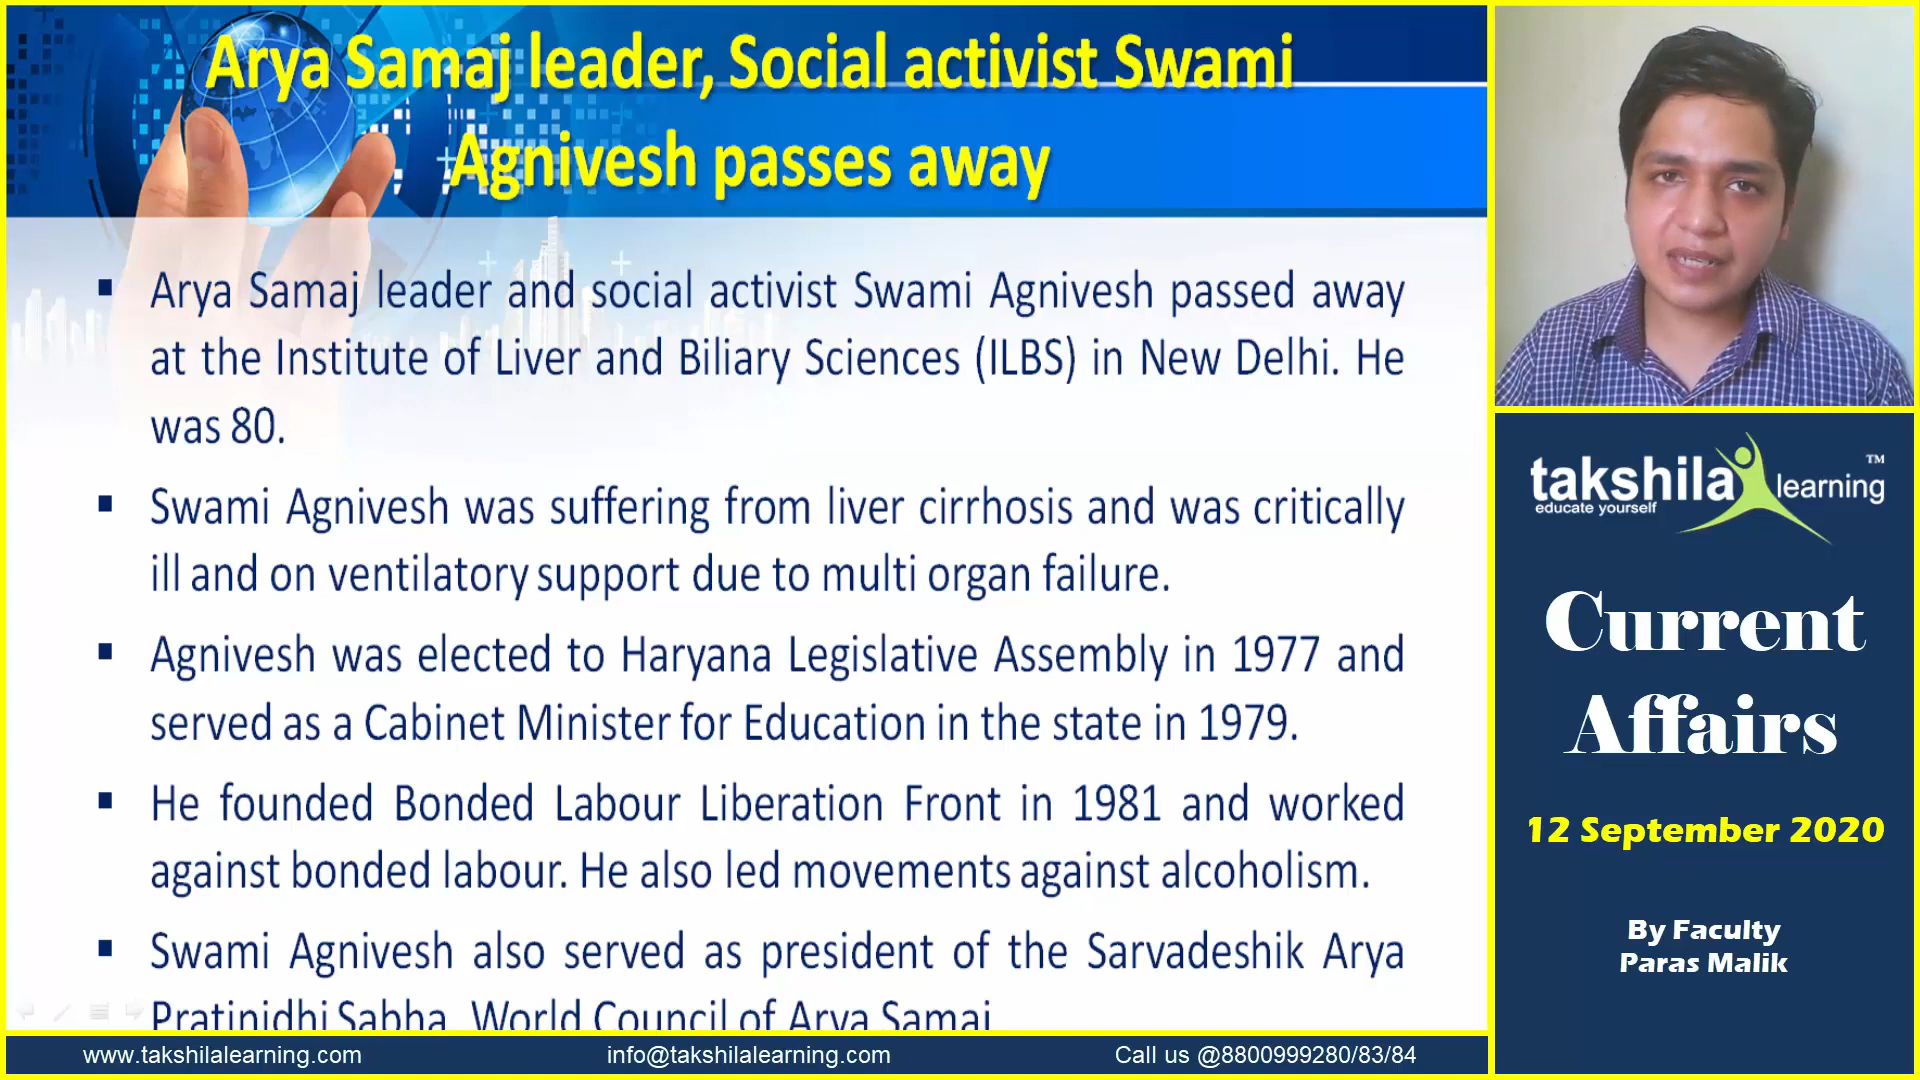 Arya Samaj leader, Social activist Swami
Agnivesh passes away
▪ Arya Samaj leader and social activist Swami Agnivesh passed away
at the Institute of Liver and Biliary Sciences (ILBS) in New Delhi. He
was 80.
▪ Swami Agnivesh was suffering from liver cirrhosis and was critically
ill and on ventilatory support due to multi organ failure.
▪ Agnivesh was elected to Haryana Legislative Assembly in 1977 and
served as a Cabinet Minister for Education in the state in 1979.
▪ He founded Bonded Labour Liberation Front in 1981 and worked
against bonded labour. He also led movements against alcoholism.
▪ Swami Agnivesh also served as president of the Sarvadeshik Arya
Pratinidhi Sabha, World Council of Arya Samaj
www.takshilalearning.com
info@takshilalearning.com
Call us @8800999280/83/84
takshila learning ™
educate yourself
Current
Affairs
12 September 2020
By Faculty
Paras Malik